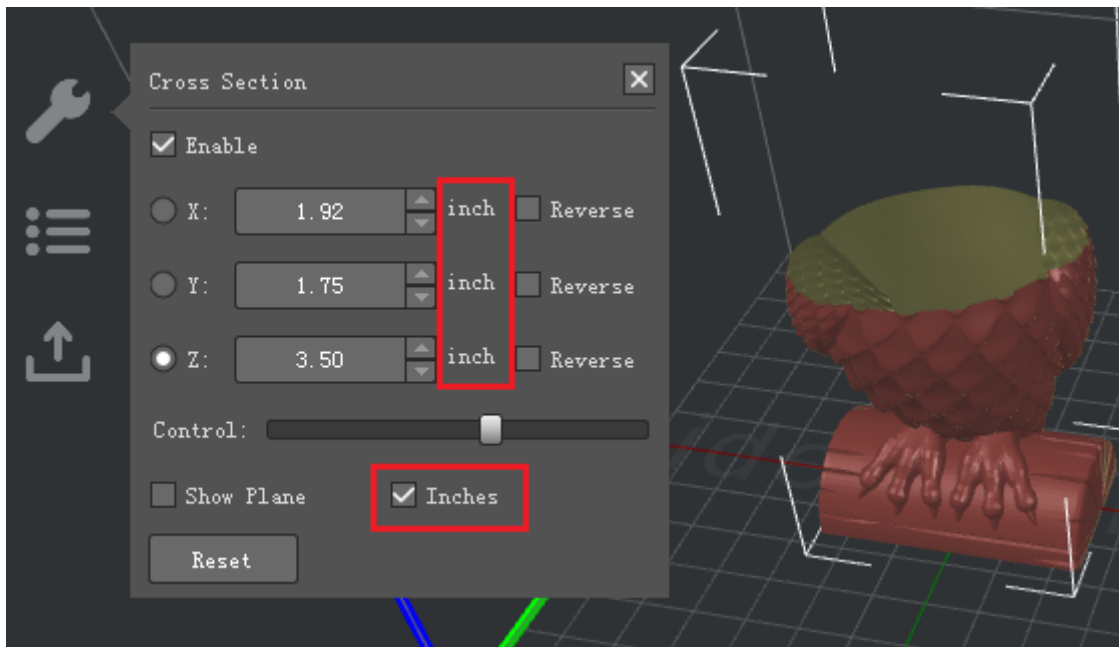 Cross Section
Enable
X: 1.92 inch Reverse
Y: 1.75 inch Reverse
Z: 3.50 inch Reverse
Control:
Show Plane Inches
Reset